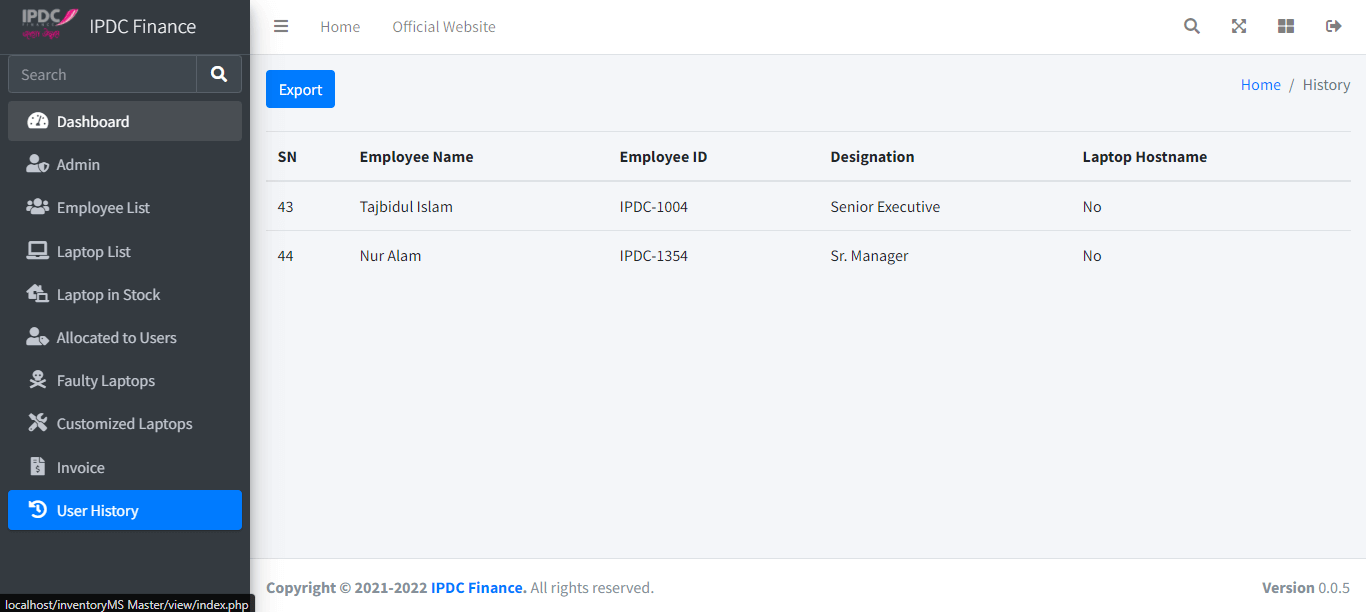 IPDC
FINANCE
IPDC Finance
Home
Official Website
Search
Dashboard
Admin
Employee List
Laptop List
Laptop in Stock
Allocated to Users
Faulty Laptops
Customized Laptops
Invoice
User History
Export
Home / History
SN Employee Name Employee ID Designation Laptop Hostname
43 Tajbidul Islam IPDC-1004 Senior Executive No
44 Nur Alam IPDC-1354 Sr. Manager No
Copyright © 2021-2022 IPDC Finance. All rights reserved.
Version 0.0.5
localhost/inventoryMS Master/view/index.php